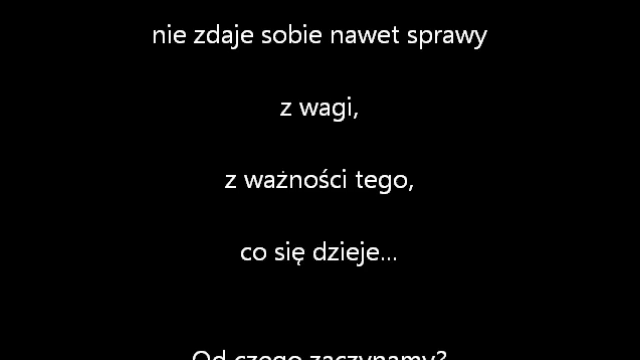 nie zdaje sobie nawet sprawy
z wagi,
z ważności tego,
co się dzieje...
Od czego zaczynamy?